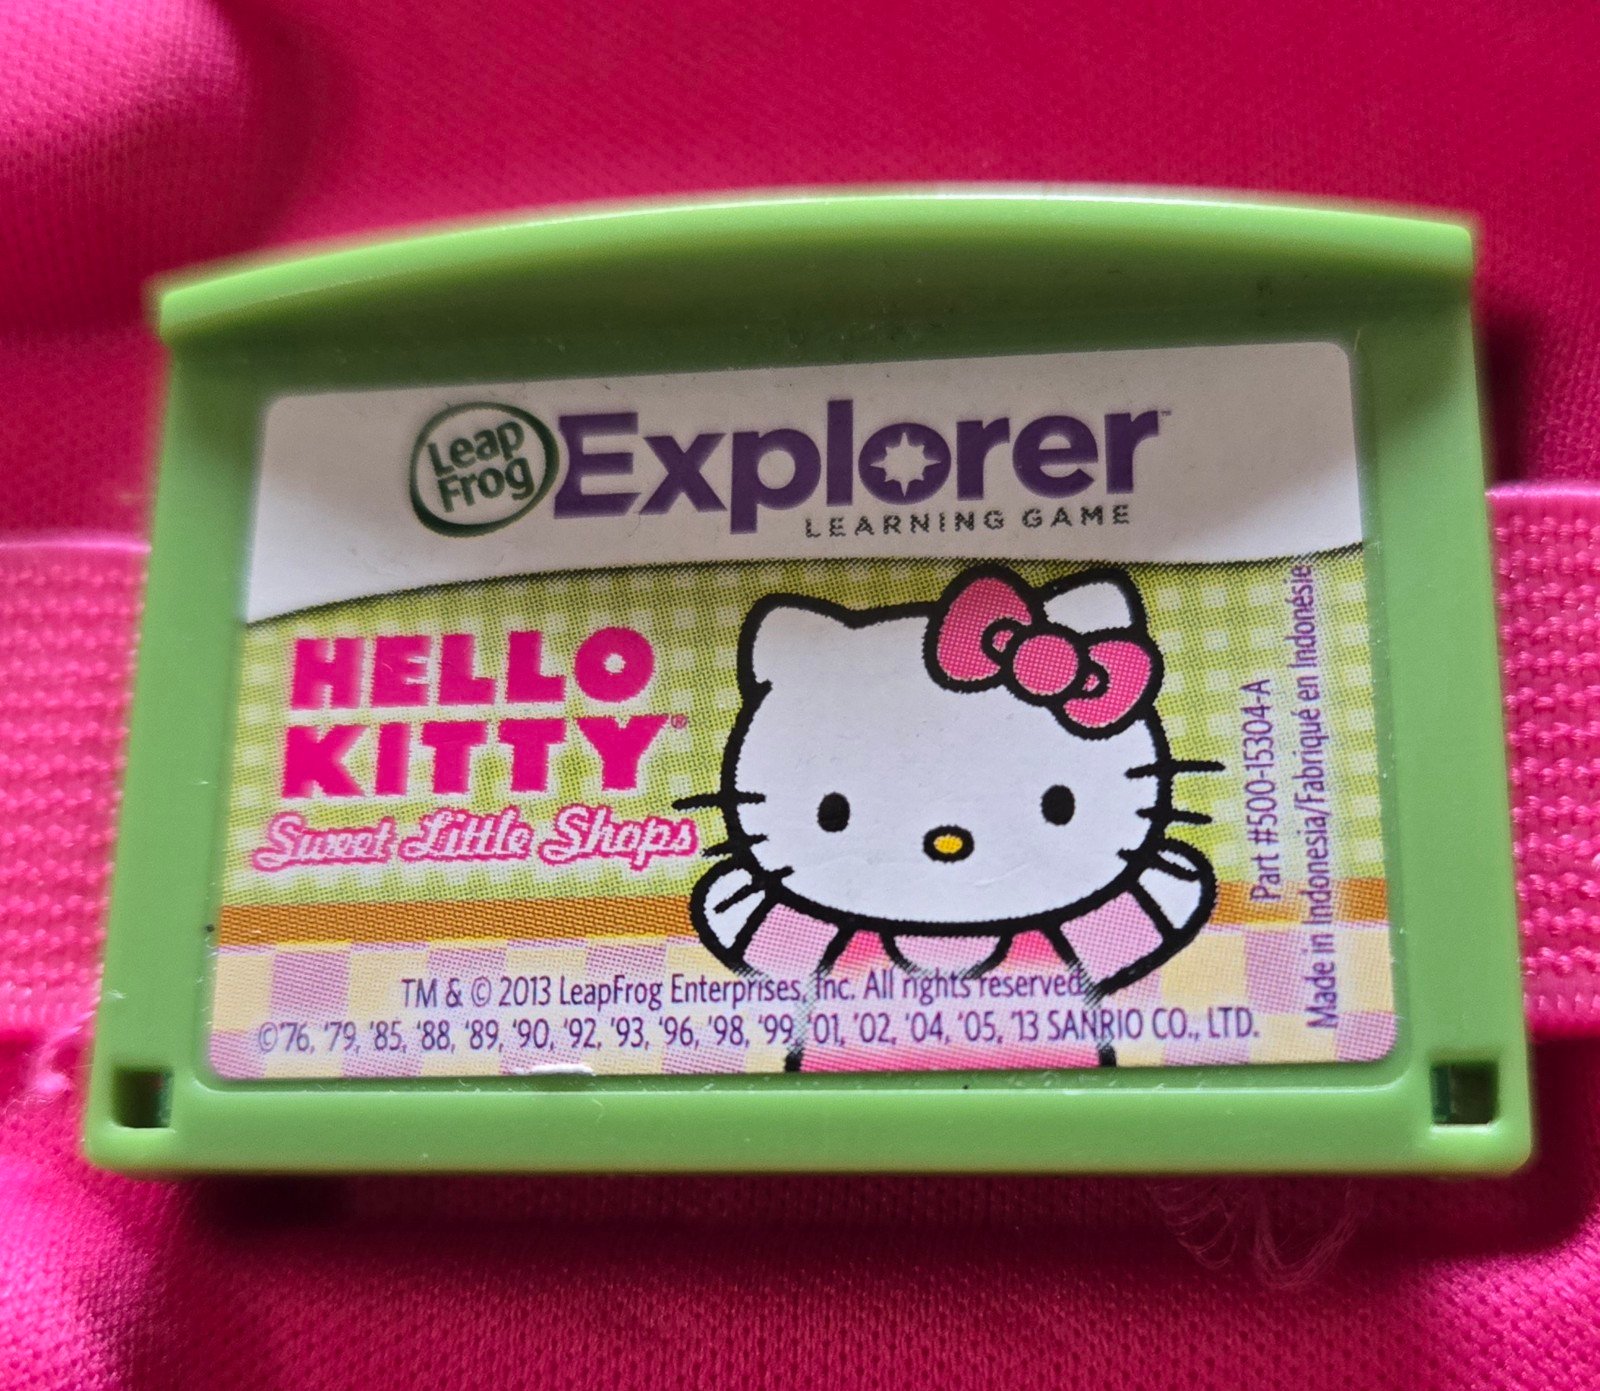 Leap
Frog
Explorer™
LEARNING GAME
HELLO
KITTY®
Sweet Little Shops
TM & © 2013 LeapFrog Enterprises, Inc. All rights reserved.
©'76, '79, '85, '88, '89, '90, '92, '93, '96, '98, '99, '01, '02, '04, '05, '13 SANRIO CO., LTD.
Part #500-15304-A
Made in Indonesia/Fabriqué en Indonésie